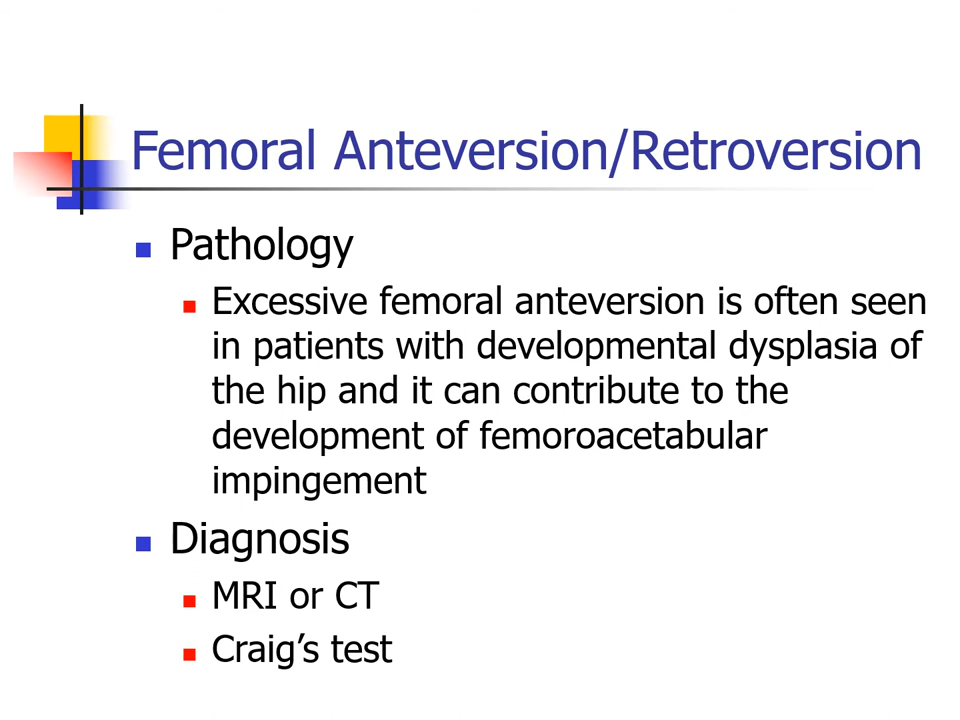 Femoral Anteversion/Retroversion
Pathology
Excessive femoral anteversion is often seen
in patients with developmental dysplasia of
the hip and it can contribute to the
development of femoroacetabular
impingement
Diagnosis
MRI or CT
Craig’s test